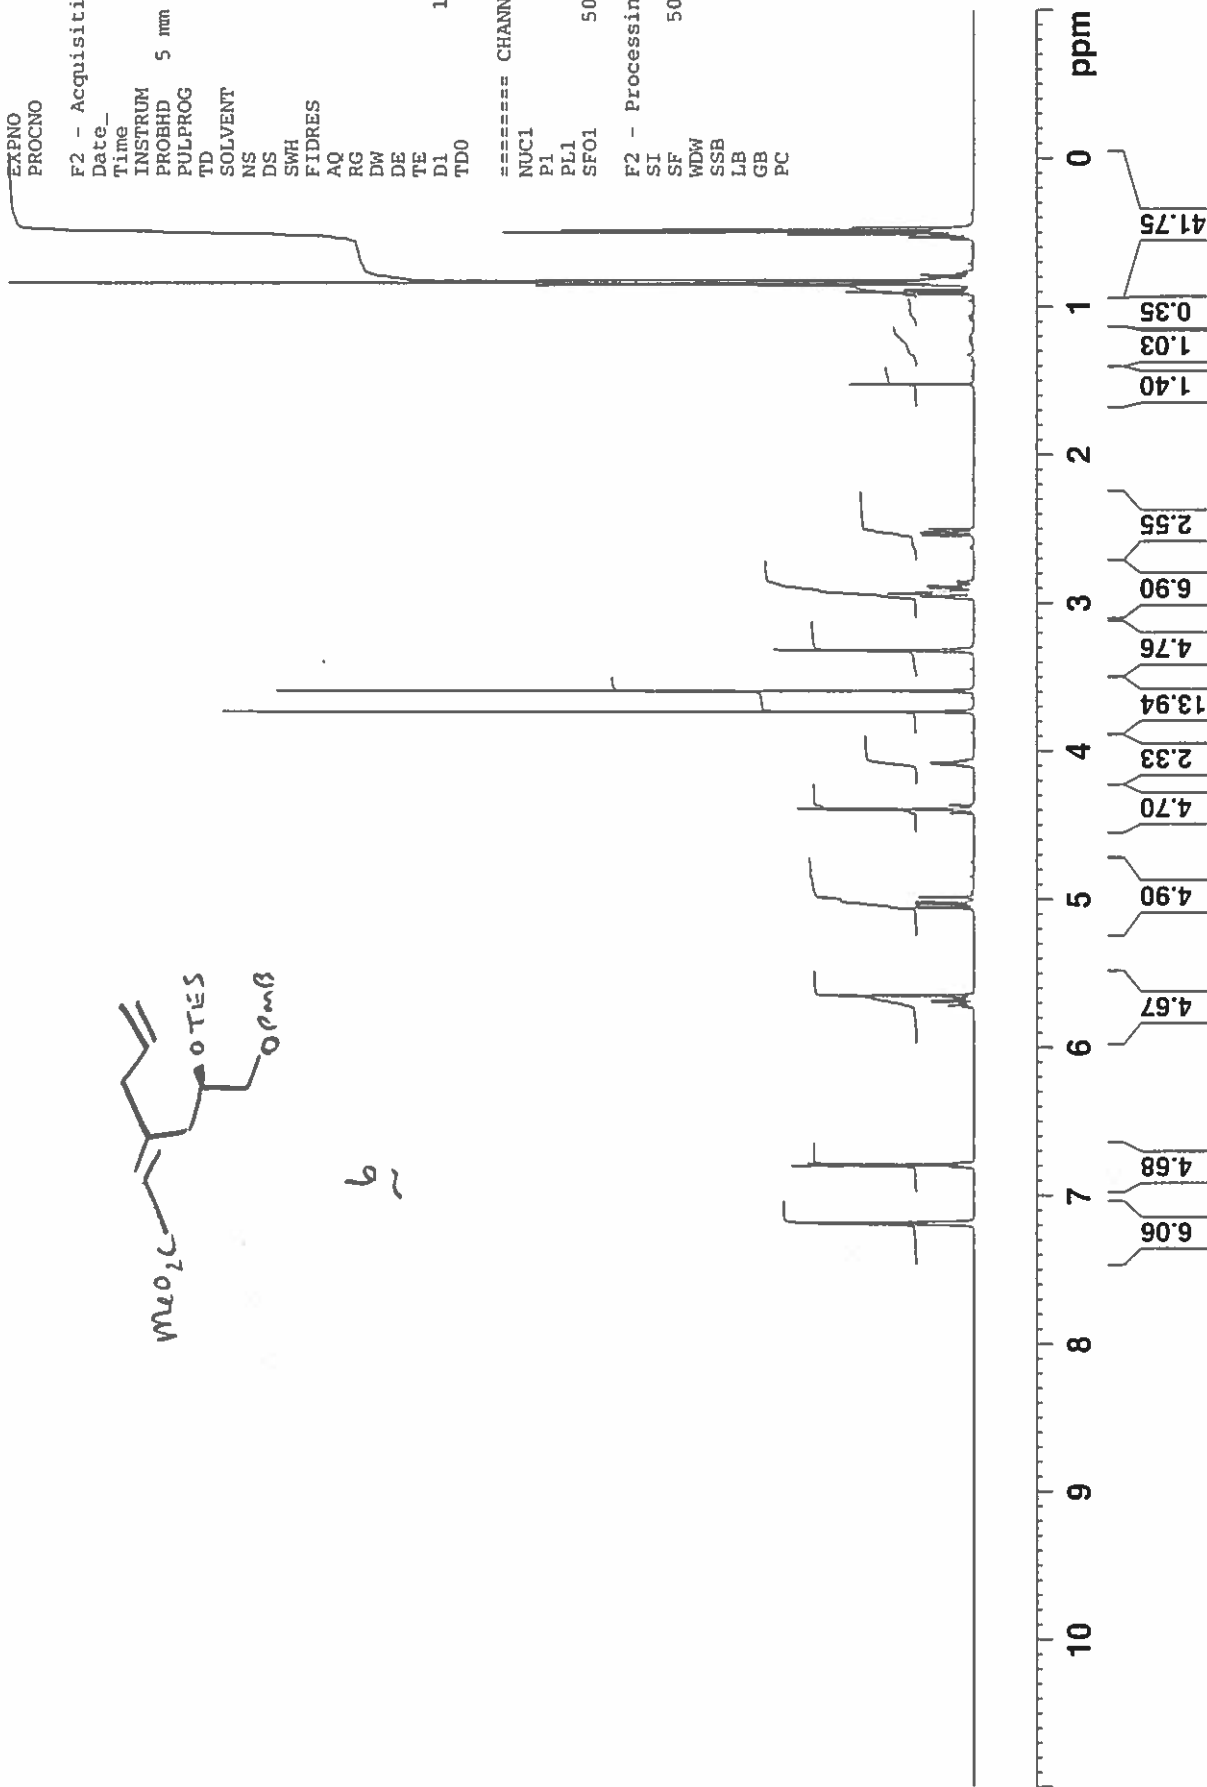 EXPNO
PROCNO
F2 - Acquisiti
Date_
Time
INSTRUM
PROBHD 5 mm
PULPROG
TD
SOLVENT
NS
DS
SWH
FIDRES
AQ
RG
DW
DE
TE
D1 1
TD0
======== CHANN
NUC1
P1
PL1
SFO1 50
F2 - Processin
SI
SF 50
WDW
SSB
LB
GB
PC
MeO2C
OTES
OPMB
6
10 9 8 7 6 5 4 3 2 1 0 ppm
6.06 4.68 4.67 4.90 4.70 2.33 13.94 4.76 6.90 2.55 1.40 1.03 0.35 41.75